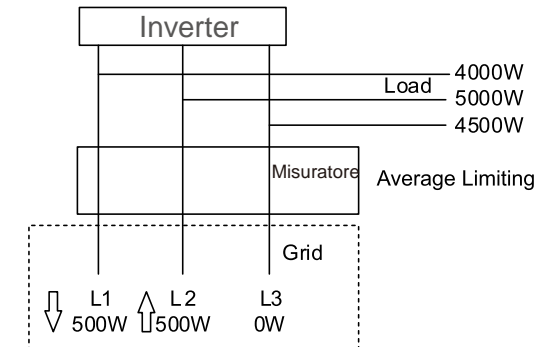 Inverter
4000W
Load
5000W
4500W
Misuratore
Average Limiting
Grid
L1 L2 L3
500W 500W 0W